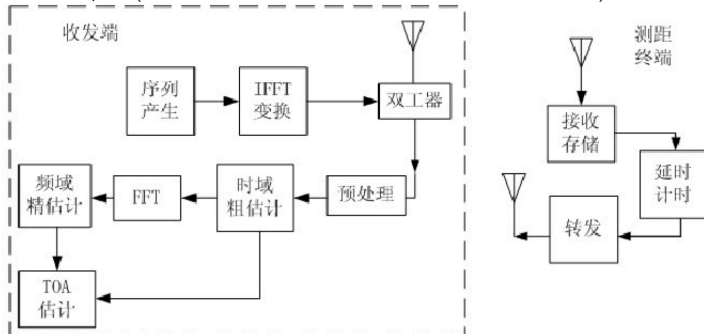 收发端
测距
终端
序列
产生
IFFT
变换
双工器
接收
存储
频域
精估计
FFT
时域
粗估计
预处理
延时
计时
转发
TOA
估计